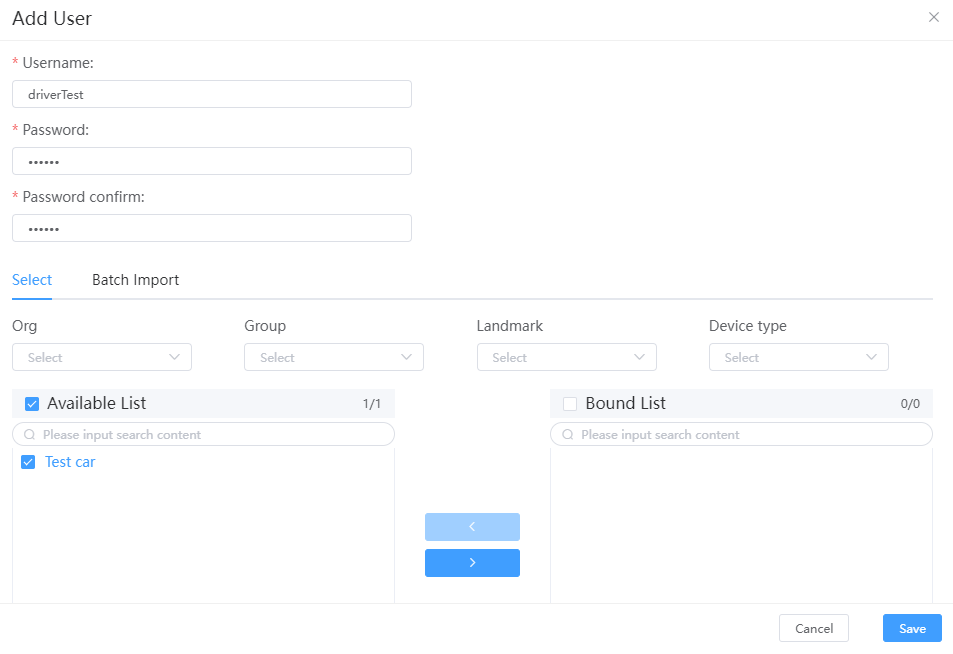 Add User
* Username:
driverTest
* Password:
••••••
* Password confirm:
••••••
Select Batch Import
Org Group Landmark Device type
Select Select Select Select
Available List 1/1 Bound List 0/0
Please input search content Please input search content
Test car
Cancel Save